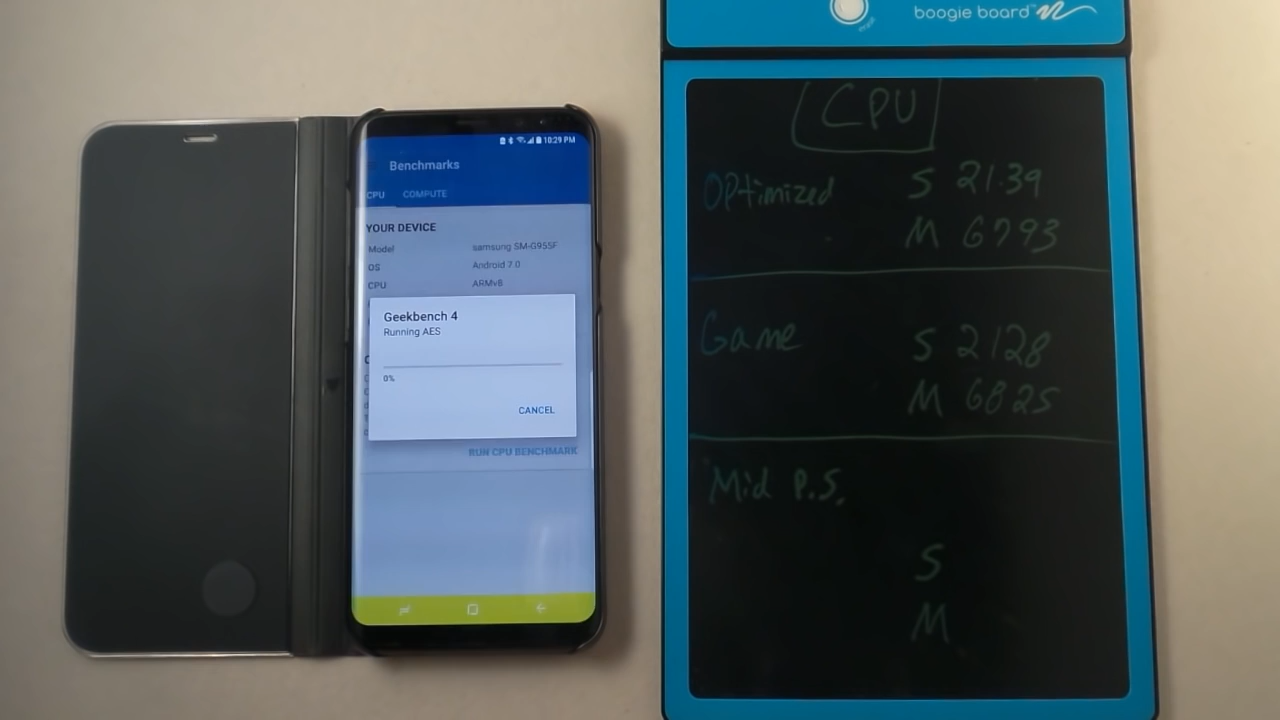 10:29 PM
Benchmarks
CPU COMPUTE
YOUR DEVICE
Model samsung SM-G955F
OS Android 7.0
CPU ARMv8
Geekbench 4
Running AES
0%
CANCEL
RUN CPU BENCHMARK
boogie board
CPU
OPtimized S 2139
M 6793
Game S 2128
M 6825
Mid P.S,
S
M